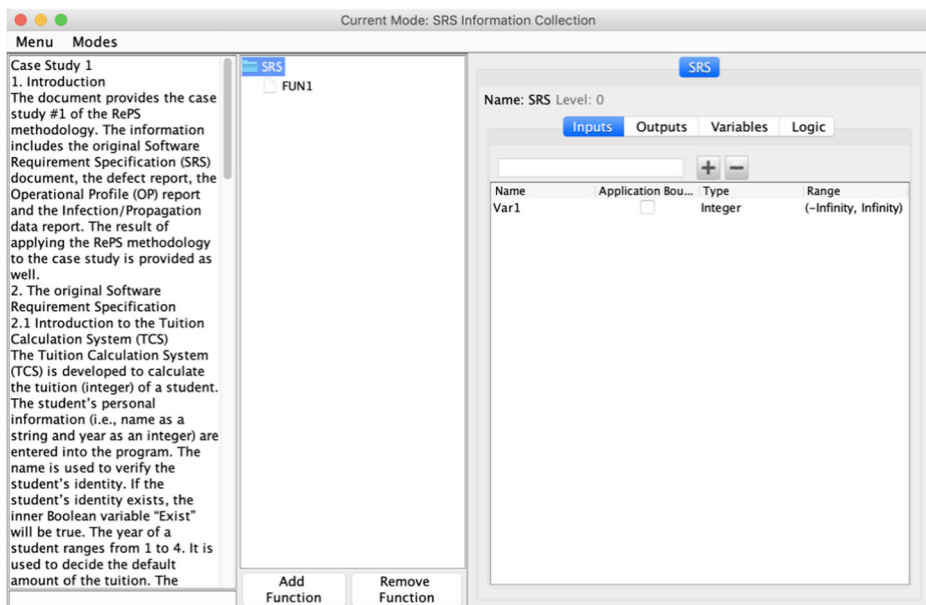 Current Mode: SRS Information Collection
Menu Modes
Case Study 1
1. Introduction
The document provides the case
study #1 of the RePS
methodology. The information
includes the original Software
Requirement Specification (SRS)
document, the defect report, the
Operational Profile (OP) report
and the Infection/Propagation
data report. The result of
applying the RePS methodology
to the case study is provided as
well.
2. The original Software
Requirement Specification
2.1 Introduction to the Tuition
Calculation System (TCS)
The Tuition Calculation System
(TCS) is developed to calculate
the tuition (integer) of a student.
The student's personal
information (i.e., name as a
string and year as an integer) are
entered into the program. The
name is used to verify the
student's identity. If the
student's identity exists, the
inner Boolean variable "Exist"
will be true. The year of a
student ranges from 1 to 4. It is
used to decide the default
amount of the tuition. The
SRS
FUN1
Add Function
Remove Function
SRS
Name: SRS Level: 0
Inputs Outputs Variables Logic
+ −
Name Application Bou... Type Range
Var1 Integer (-Infinity, Infinity)